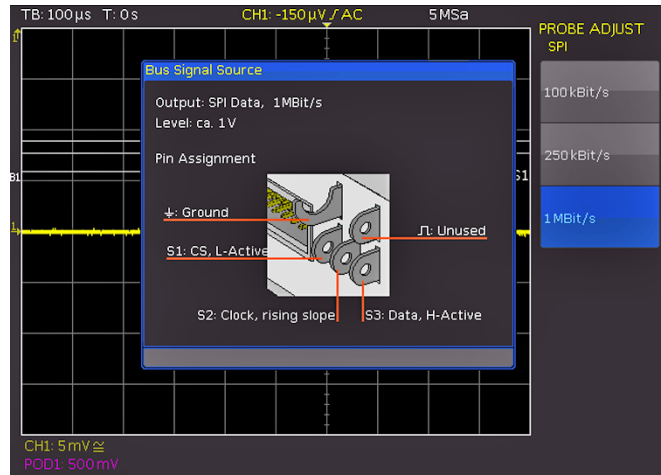 TB: 100µs T: 0s CH1: -150µV ⎍ AC 5MSa
PROBE ADJUST
SPI
Bus Signal Source
Output: SPI Data, 1MBit/s
Level: ca. 1V
Pin Assignment
⏚: Ground
S1: CS, L-Active
⎍: Unused
S2: Clock, rising slope
S3: Data, H-Active
100kBit/s
250kBit/s
1MBit/s
B1
S1
1
CH1: 5mV≅
POD1: 500mV